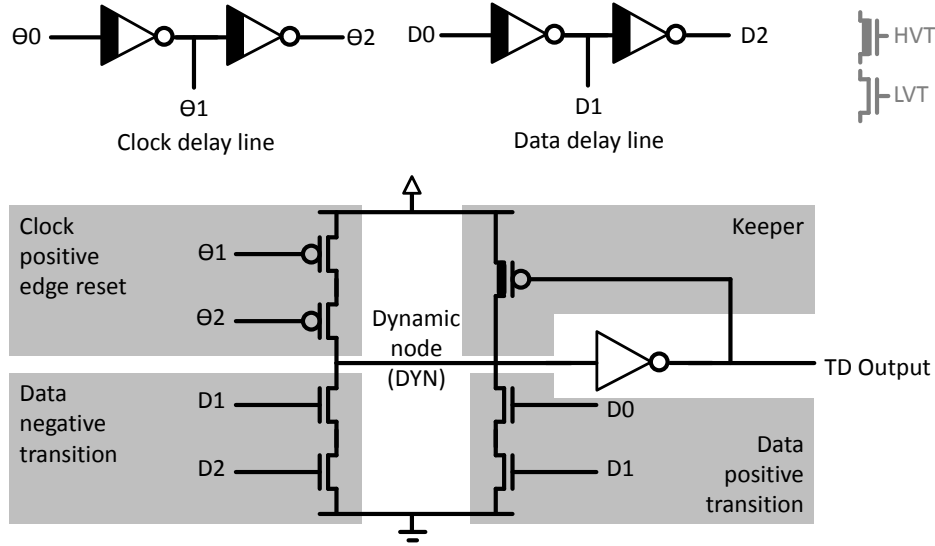 ϴ0
ϴ2
D0
D2
HVT
LVT
ϴ1
D1
Clock delay line
Data delay line
Clock
positive
edge reset
ϴ1
ϴ2
Keeper
Dynamic
node
(DYN)
TD Output
Data
negative
transition
D1
D2
D0
D1
Data
positive
transition